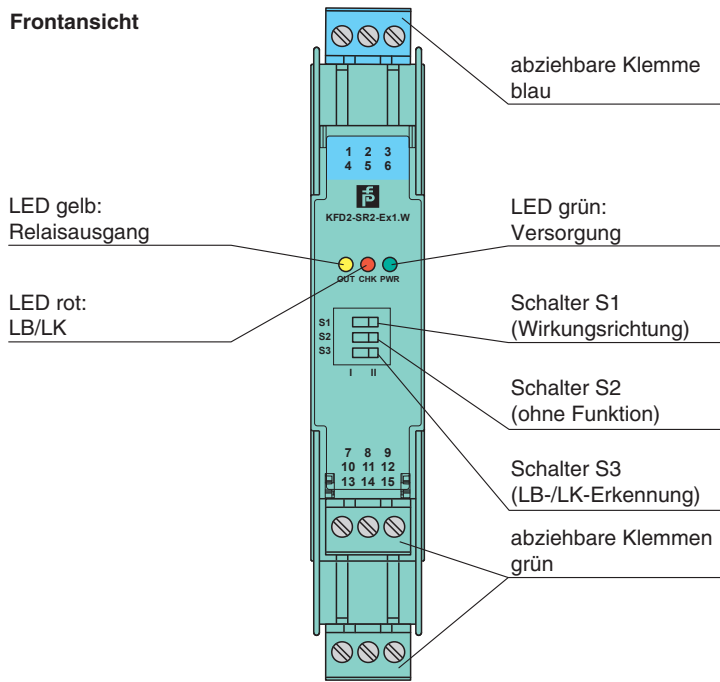 Frontansicht
abziehbare Klemme
blau
1 2 3
4 5 6
KFD2-SR2-Ex1.W
LED gelb:
Relaisausgang
LED grün:
Versorgung
OUT CHK PWR
LED rot:
LB/LK
Schalter S1
(Wirkungsrichtung)
S1
S2
S3
I II
Schalter S2
(ohne Funktion)
Schalter S3
(LB-/LK-Erkennung)
7 8 9
10 11 12
13 14 15
abziehbare Klemmen
grün